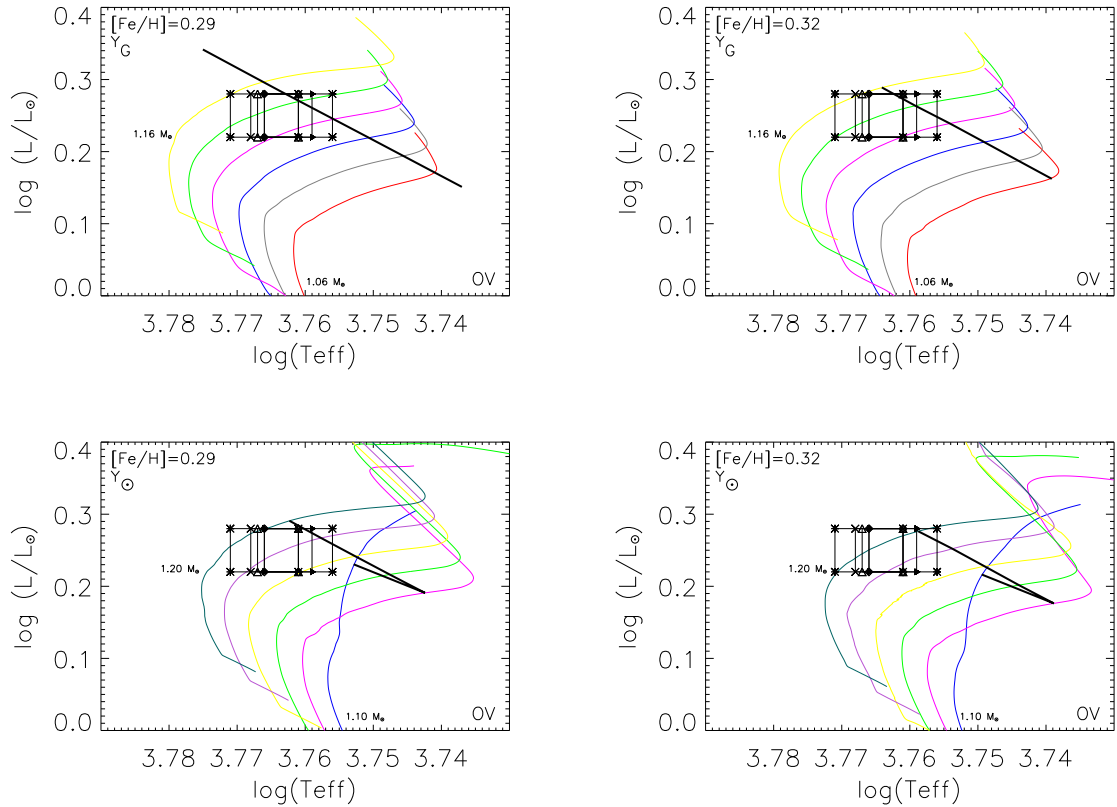 [Fe/H]=0.29
Y_G
0.4
0.3
0.2
0.1
0.0
log (L/L☉)
1.16 M☉
1.06 M☉
OV
3.78 3.77 3.76 3.75 3.74
log(Teff)
[Fe/H]=0.32
Y_G
0.4
0.3
0.2
0.1
0.0
log (L/L☉)
1.16 M☉
1.06 M☉
OV
3.78 3.77 3.76 3.75 3.74
log(Teff)
[Fe/H]=0.29
Y☉
0.4
0.3
0.2
0.1
0.0
log (L/L☉)
1.20 M☉
1.10 M☉
OV
3.78 3.77 3.76 3.75 3.74
log(Teff)
[Fe/H]=0.32
Y☉
0.4
0.3
0.2
0.1
0.0
log (L/L☉)
1.20 M☉
1.10 M☉
OV
3.78 3.77 3.76 3.75 3.74
log(Teff)